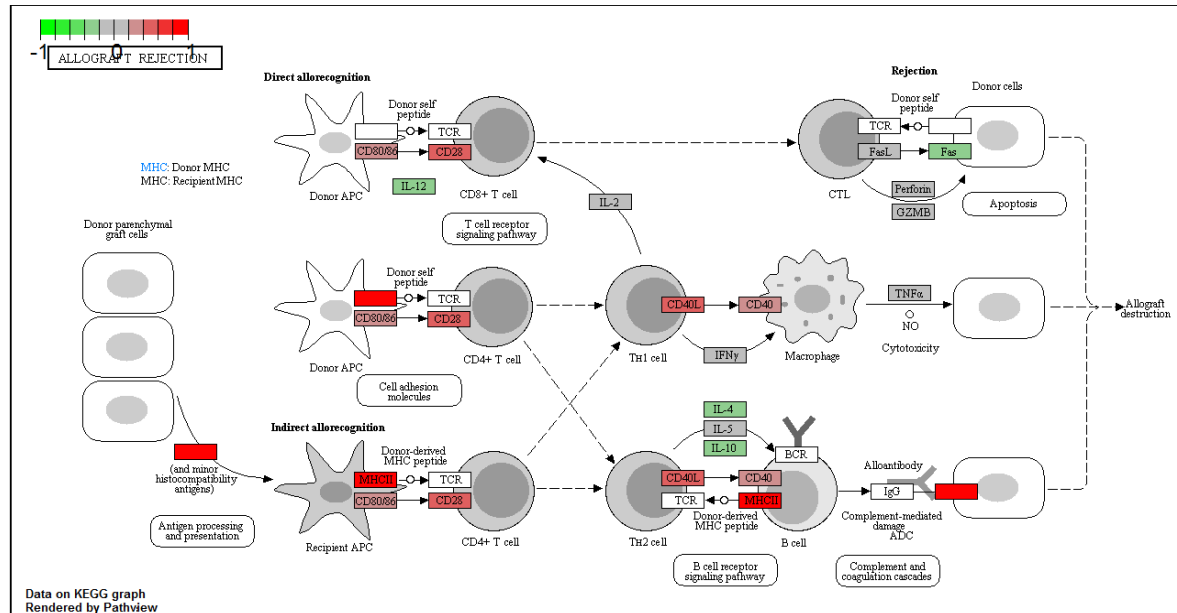 -1 0 1
ALLOGRAFT REJECTION
Direct allorecognition
Rejection
Donor self
peptide
TCR
CD80/86
CD28
Donor APC
IL-12
CD8+ T cell
T cell receptor
signaling pathway
MHC: Donor MHC
MHC: Recipient MHC
IL-2
Donor self
peptide
Donor cells
TCR
FasL
Fas
CTL
Perforin
GZMB
Apoptosis
Donor parenchymal
graft cells
Donor self
peptide
TCR
CD80/86
CD28
Donor APC
CD4+ T cell
Cell adhesion
molecules
CD40L
CD40
IFNγ
TH1 cell
Macrophage
TNFα
NO
Cytotoxicity
Allograft
destruction
Indirect allorecognition
(and minor
histocompatibility
antigens)
Donor-derived
MHC peptide
MHCII
TCR
CD80/86
CD28
Antigen processing
and presentation
Recipient APC
CD4+ T cell
IL-4
IL-5
IL-10
BCR
CD40L
CD40
TCR
MHCII
Donor-derived
MHC peptide
TH2 cell
B cell
B cell receptor
signaling pathway
Alloantibody
IgG
Complement-mediated
damage
ADC
Complement and
coagulation cascades
Data on KEGG graph
Rendered by Pathview